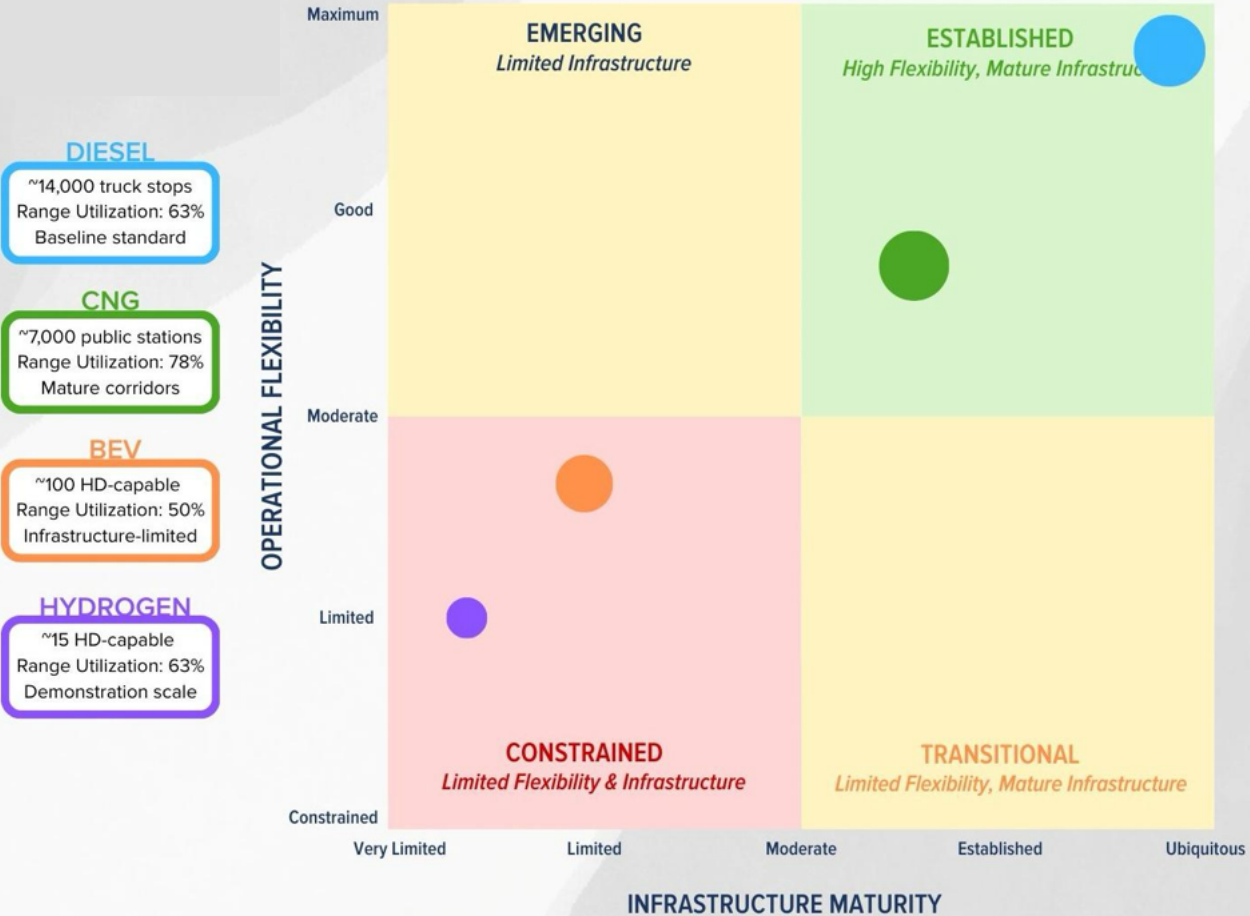 DIESEL
~14,000 truck stops
Range Utilization: 63%
Baseline standard
CNG
~7,000 public stations
Range Utilization: 78%
Mature corridors
BEV
~100 HD-capable
Range Utilization: 50%
Infrastructure-limited
HYDROGEN
~15 HD-capable
Range Utilization: 63%
Demonstration scale
OPERATIONAL FLEXIBILITY
Maximum
Good
Moderate
Limited
Constrained
EMERGING
Limited Infrastructure
ESTABLISHED
High Flexibility, Mature Infrastruc
CONSTRAINED
Limited Flexibility & Infrastructure
TRANSITIONAL
Limited Flexibility, Mature Infrastructure
Very Limited
Limited
Moderate
Established
Ubiquitous
INFRASTRUCTURE MATURITY